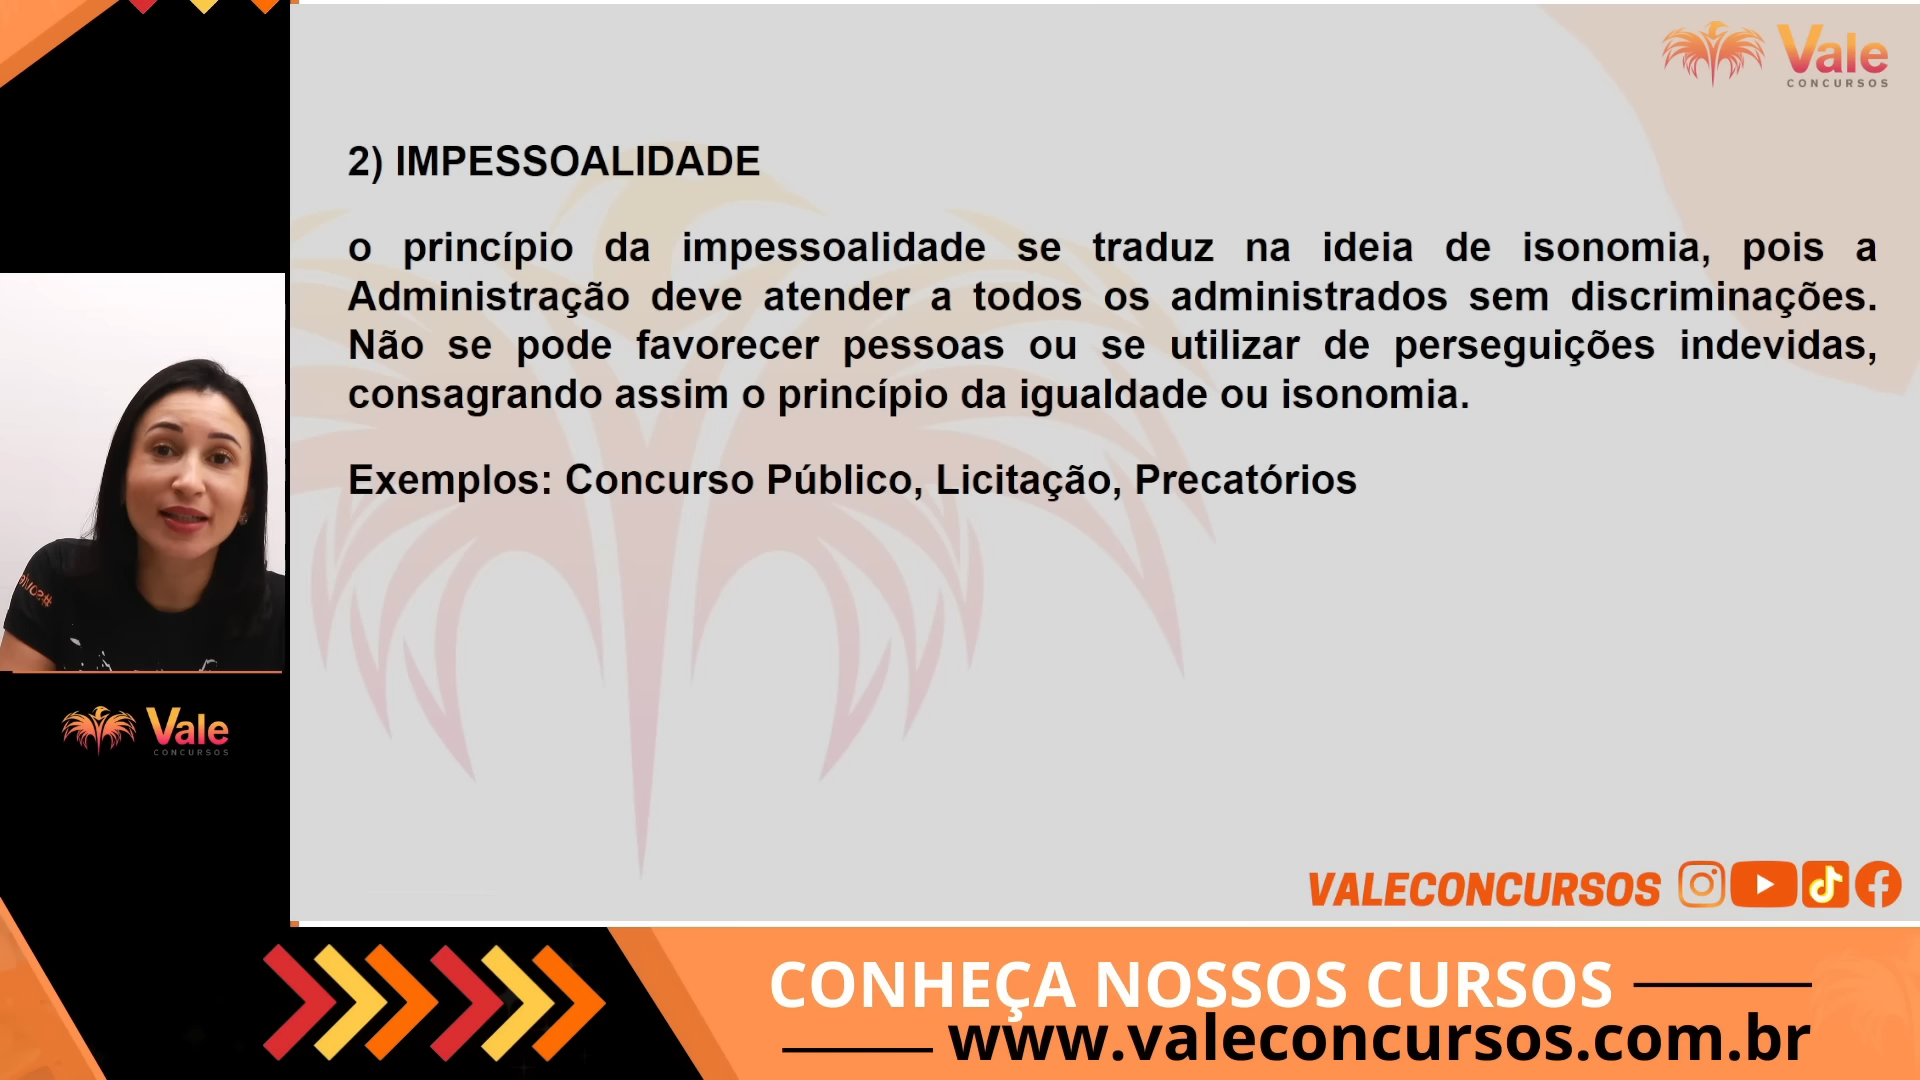 Vale
CONCURSOS
2) IMPESSOALIDADE
o princípio da impessoalidade se traduz na ideia de isonomia, pois a
Administração deve atender a todos os administrados sem discriminações.
Não se pode favorecer pessoas ou se utilizar de perseguições indevidas,
consagrando assim o princípio da igualdade ou isonomia.
Exemplos: Concurso Público, Licitação, Precatórios
Vale
CONCURSOS
VALECONCURSOS
CONHEÇA NOSSOS CURSOS
www.valeconcursos.com.br